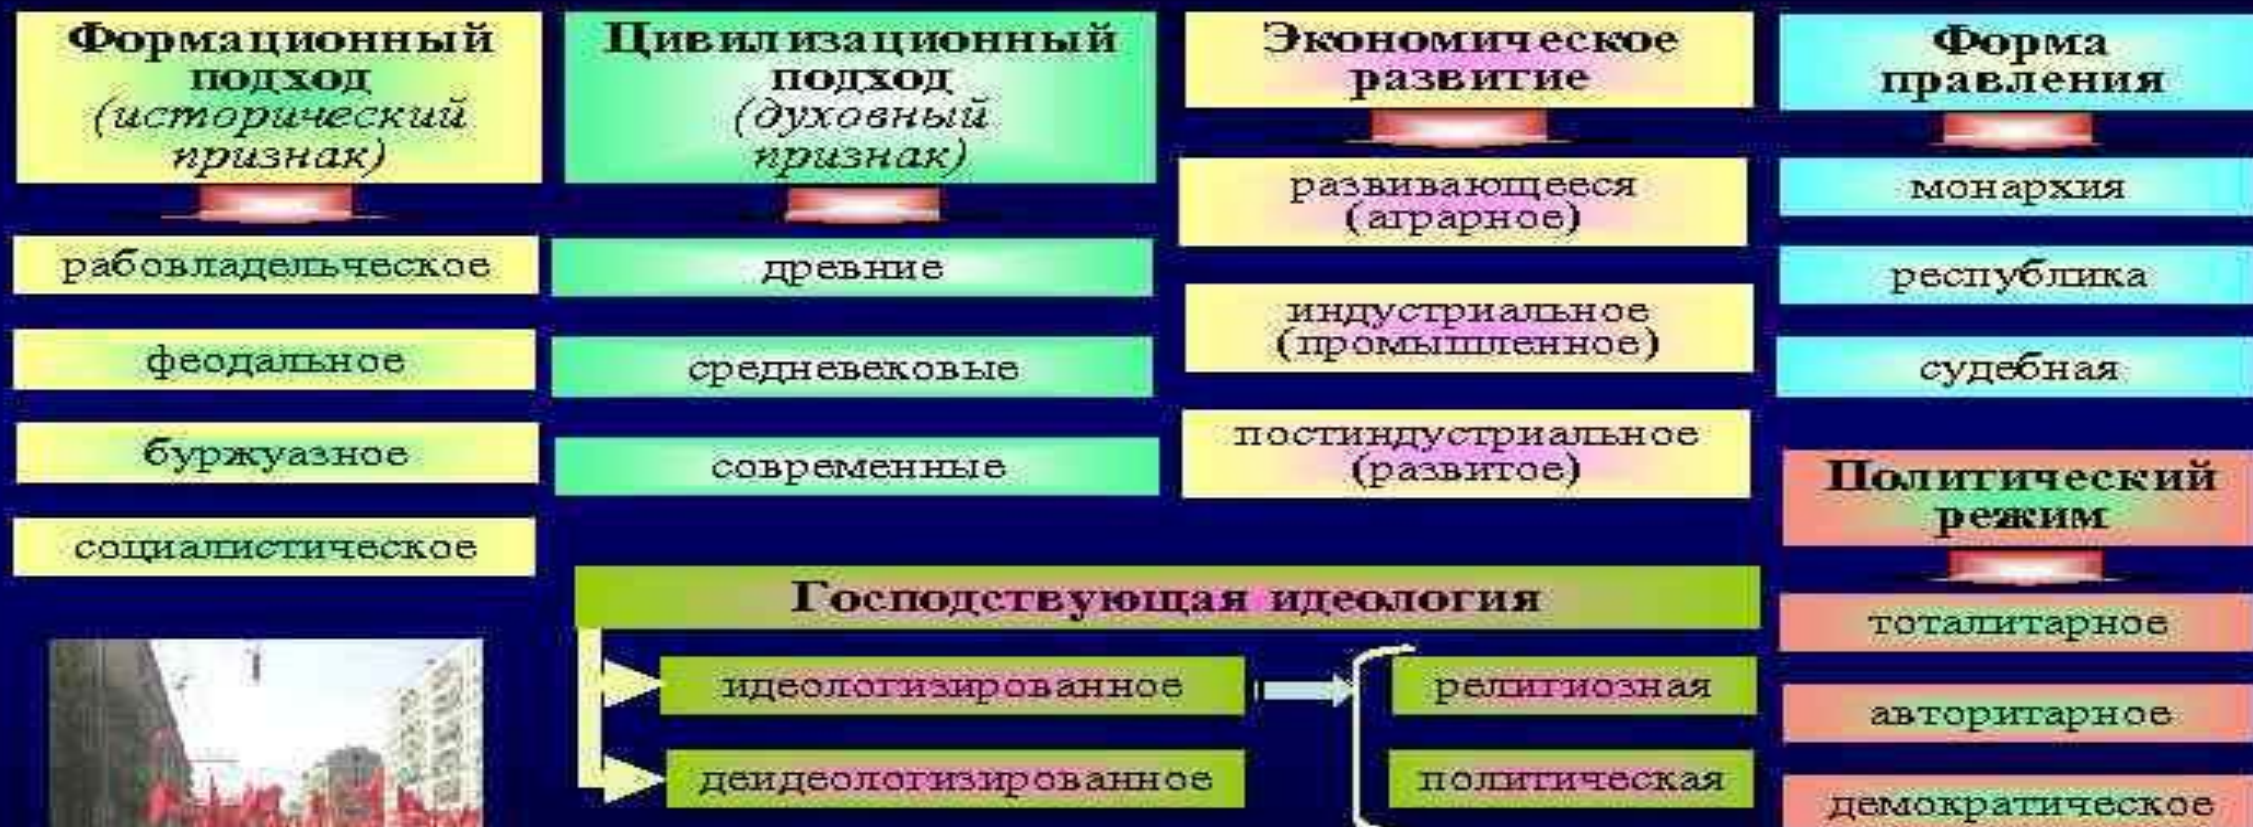 Формационный
подход
(исторический
признак)
рабовладельческое
феодальное
буржуазное
социалистическое
Цивилизационный
подход
(духовный
признак)
древние
средневековые
современные
Экономическое
развитие
развивающееся
(аграрное)
индустриальное
(промышленное)
постиндустриальное
(развитое)
Форма
правления
монархия
республика
судебная
Политический
режим
тоталитарное
авторитарное
демократическое
Господствующая идеология
идеологизированное
религиозная
деидеологизированное
политическая